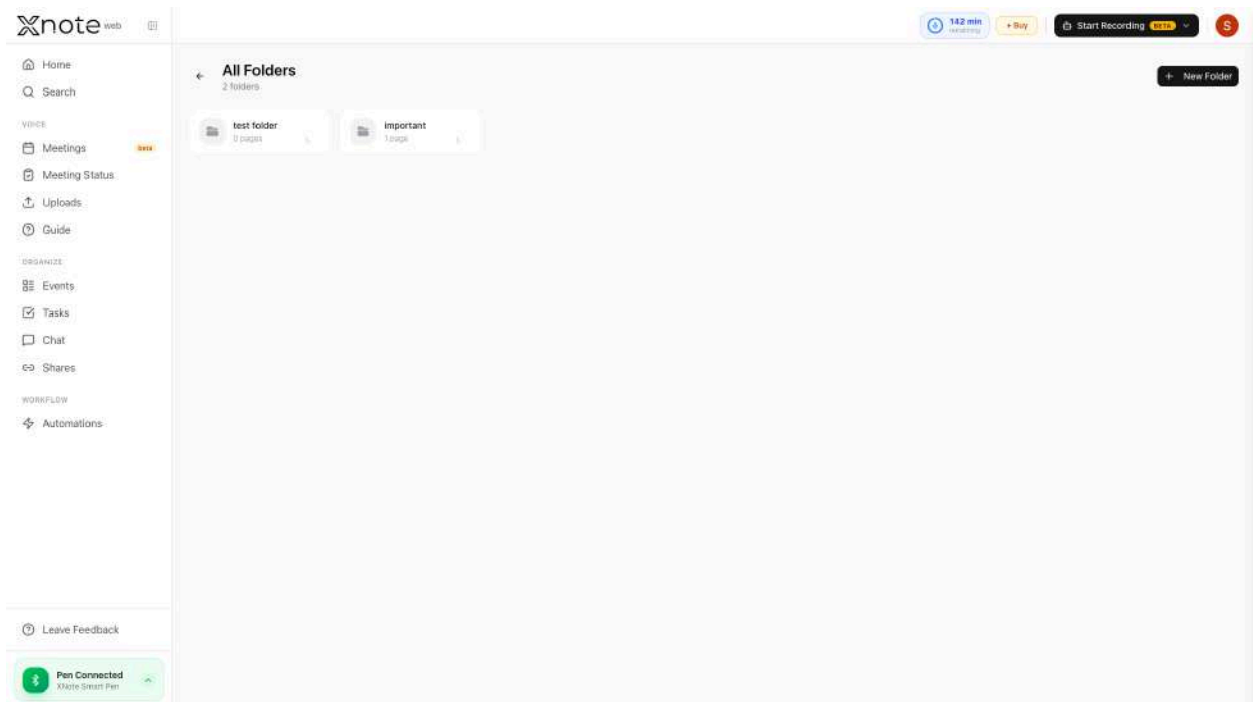 Xnote web
142 min
remaining
+ Buy
Start Recording BETA
S
Home
Search
VOICE
Meetings beta
Meeting Status
Uploads
Guide
ORGANIZE
Events
Tasks
Chat
Shares
WORKFLOW
Automations
Leave Feedback
Pen Connected
XNote Smart Pen
All Folders
2 folders
+ New Folder
test folder
0 pages
important
1 page